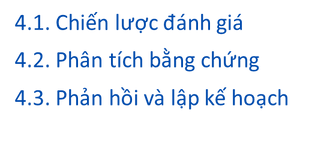 4.1. Chiến lược đánh giá
4.2. Phân tích bằng chứng
4.3. Phản hồi và lập kế hoạch